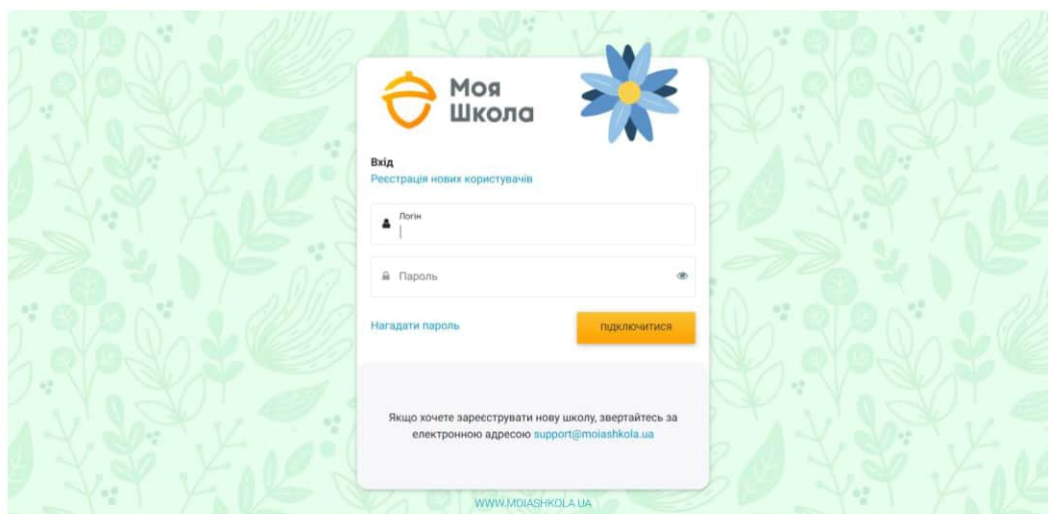 Моя
Школа
Вхід
Реєстрація нових користувачів
Логін
Пароль
Нагадати пароль
ПІДКЛЮЧИТИСЯ
Якщо хочете зареєструвати нову школу, звертайтесь за
електронною адресою support@moiashkola.ua
WWW.MOIASHKOLA.UA